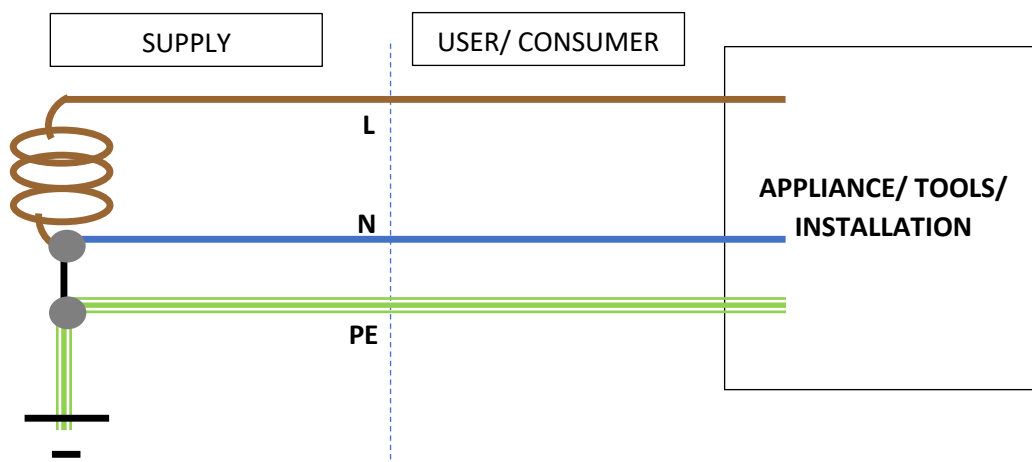 SUPPLY
USER/ CONSUMER
L
APPLIANCE/ TOOLS/
INSTALLATION
N
PE